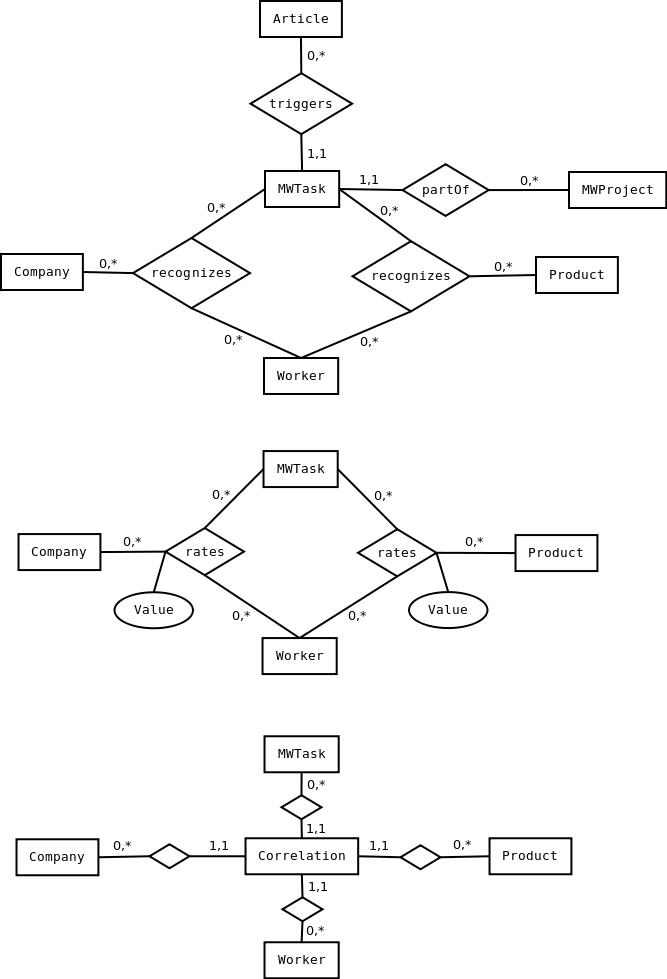 Article
0,*
triggers
1,1
MWTask
1,1
partOf
0,*
MWProject
0,*
0,*
Company
0,*
recognizes
recognizes
0,*
Product
0,*
0,*
Worker
MWTask
0,*
0,*
Company
0,*
rates
rates
0,*
Product
Value
0,*
0,*
Value
Worker
MWTask
0,*
1,1
Company
0,*
1,1
Correlation
1,1
0,*
Product
1,1
0,*
Worker